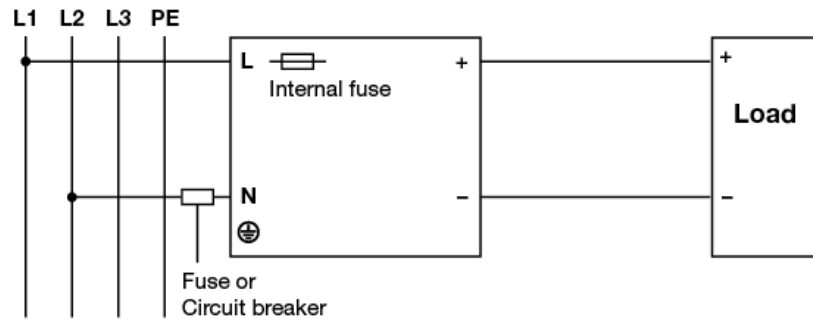 L1 L2 L3 PE
L
+
+
Internal fuse
Load
N
–
–
Fuse or
Circuit breaker